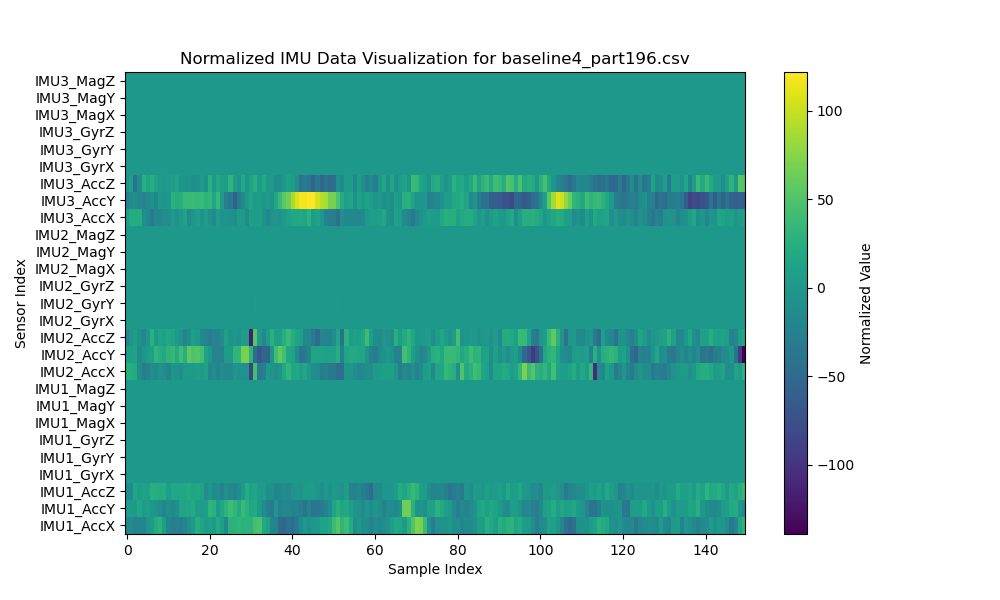 Normalized IMU Data Visualization for baseline4_part196.csv
IMU3_MagZ
IMU3_MagY
IMU3_MagX
IMU3_GyrZ
IMU3_GyrY
IMU3_GyrX
IMU3_AccZ
IMU3_AccY
IMU3_AccX
IMU2_MagZ
IMU2_MagY
IMU2_MagX
IMU2_GyrZ
IMU2_GyrY
IMU2_GyrX
IMU2_AccZ
IMU2_AccY
IMU2_AccX
IMU1_MagZ
IMU1_MagY
IMU1_MagX
IMU1_GyrZ
IMU1_GyrY
IMU1_GyrX
IMU1_AccZ
IMU1_AccY
IMU1_AccX
Sensor Index
0 20 40 60 80 100 120 140
Sample Index
100
50
0
−50
−100
Normalized Value